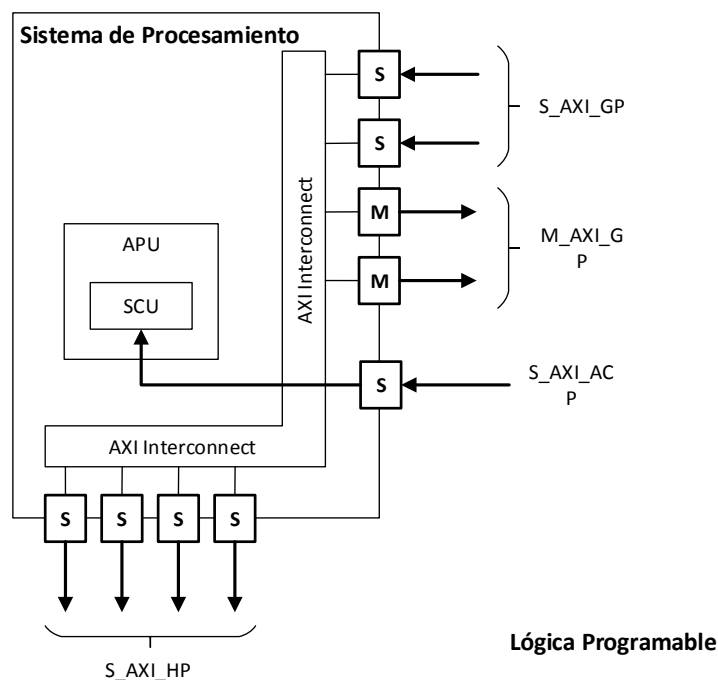 Sistema de Procesamiento
S
S_AXI_GP
S
AXI Interconnect
M
M_AXI_G
P
APU
M
SCU
S
S_AXI_AC
P
AXI Interconnect
S
S
S
S
Lógica Programable
S_AXI_HP